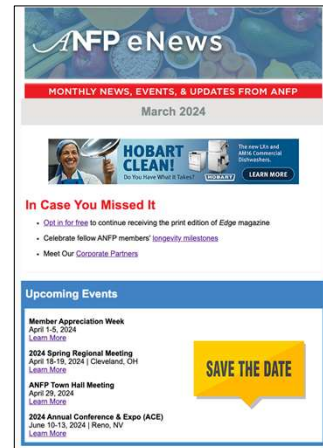 ANFP eNews
MONTHLY NEWS, EVENTS, & UPDATES FROM ANFP
March 2024
HOBART
CLEAN!
Do You Have What It Takes?
HOBART
The new LXn and
AM16 Commercial
Dishwashers.
LEARN MORE
In Case You Missed It
• Opt in for free to continue receiving the print edition of Edge magazine
• Celebrate fellow ANFP members' longevity milestones
• Meet Our Corporate Partners
Upcoming Events
Member Appreciation Week
April 1-5, 2024
Learn More
2024 Spring Regional Meeting
April 18-19, 2024 | Cleveland, OH
Learn More
ANFP Town Hall Meeting
April 29, 2024
Learn More
2024 Annual Conference & Expo (ACE)
June 10-13, 2024 | Reno, NV
Learn More
SAVE THE DATE